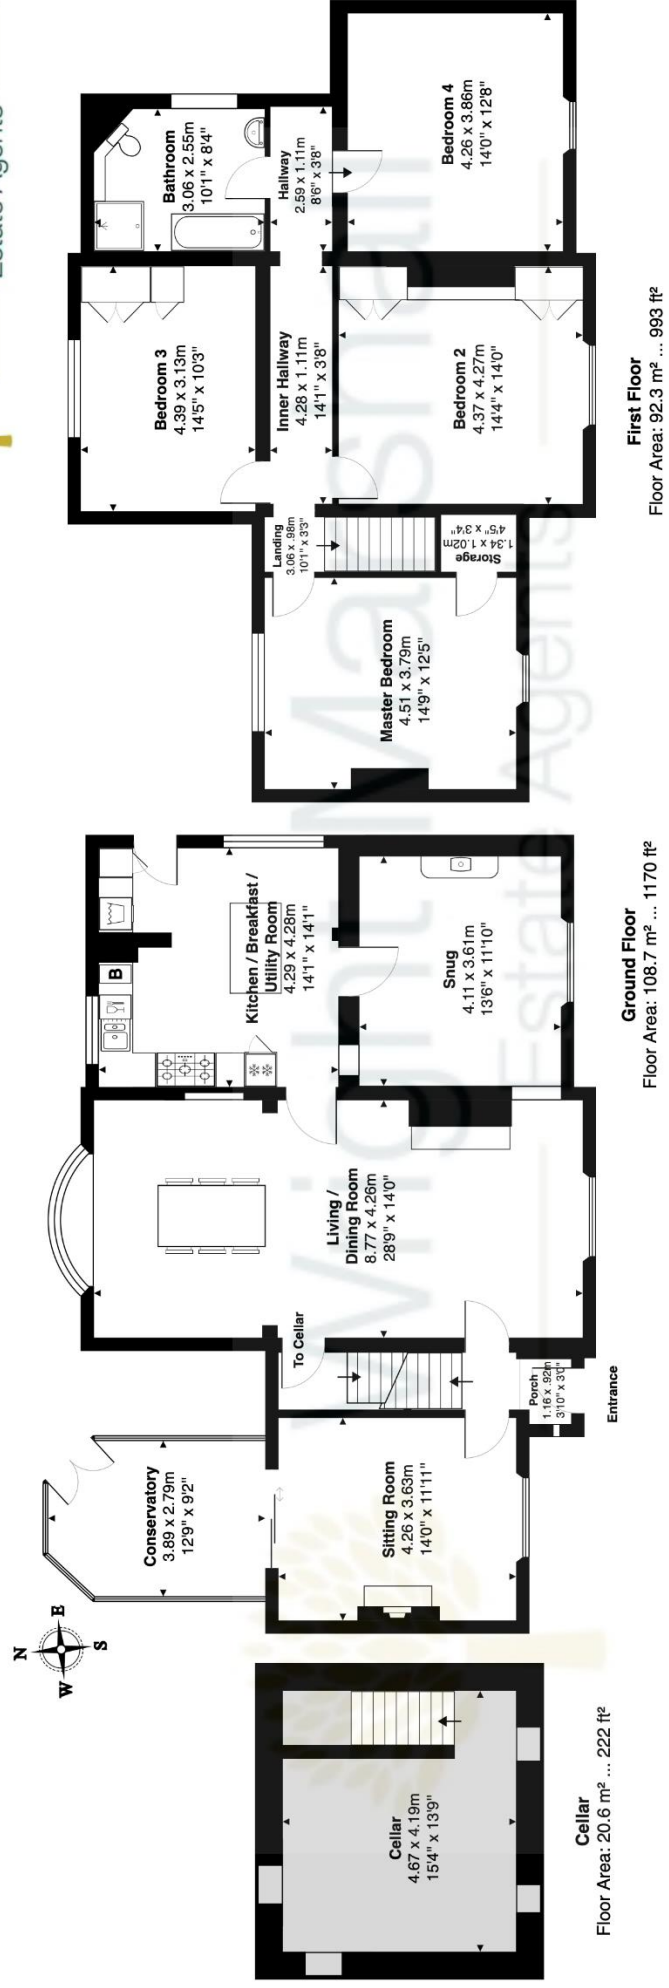 Estate Agents
N
W
E
S
Cellar
4.67 x 4.19m
15'4" x 13'9"
Cellar
Floor Area: 20.6 m² ... 222 ft²
Conservatory
3.89 x 2.79m
12'9" x 9'2"
Sitting Room
4.26 x 3.63m
14'0" x 11'11"
To Cellar
Porch
1.16 x .92m
3'10" x 3'0"
Entrance
Living /
Dining Room
8.77 x 4.26m
28'9" x 14'0"
B
Kitchen / Breakfast /
Utility Room
4.29 x 4.28m
14'1" x 14'1"
Snug
4.11 x 3.61m
13'6" x 11'10"
Ground Floor
Floor Area: 108.7 m² ... 1170 ft²
Master Bedroom
4.51 x 3.79m
14'9" x 12'5"
Landing
3.06 x .98m
10'1" x 3'3"
Storage
1.34 x 1.02m
4'5" x 3'4"
Bedroom 3
4.39 x 3.13m
14'5" x 10'3"
Inner Hallway
4.28 x 1.11m
14'1" x 3'8"
Bedroom 2
4.37 x 4.27m
14'4" x 14'0"
Bathroom
3.06 x 2.55m
10'1" x 8'4"
Hallway
2.59 x 1.11m
8'6" x 3'8"
Bedroom 4
4.26 x 3.86m
14'0" x 12'8"
First Floor
Floor Area: 92.3 m² ... 993 ft²
Wright Marshall
Estate Agents